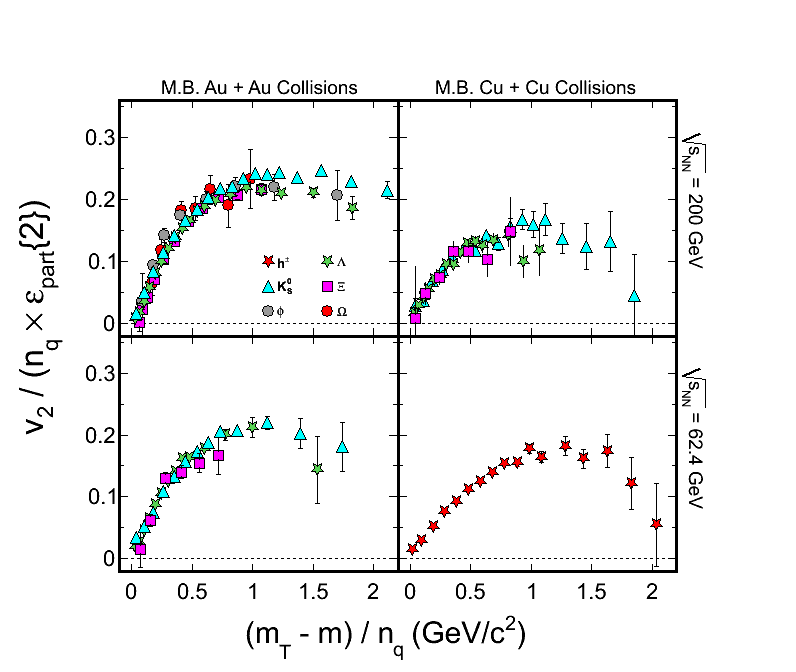 M.B. Au + Au Collisions
M.B. Cu + Cu Collisions
0.3
0.2
0.1
0
h±
K⁰S
ϕ
Λ
Ξ
Ω
√sNN = 200 GeV
0.3
0.2
0.1
0
√sNN = 62.4 GeV
v2 / (nq × εpart{2})
0 0.5 1 1.5 2 0 0.5 1 1.5 2
(mT - m) / nq (GeV/c²)